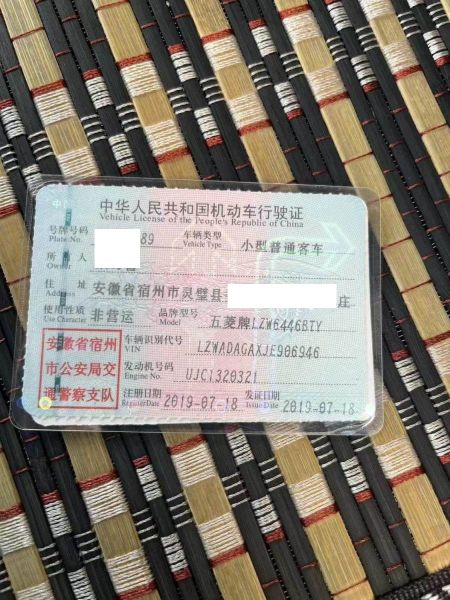 中华人民共和国机动车行驶证
Vehicle License of the People's Republic of China
号牌号码 89 车辆类型 小型普通客车
Plate No. Vehicle Type
所有人
Owner
住址 安徽省宿州市灵璧县 庄
Address
使用性质 非营运 品牌型号 五菱牌LZW6446BTY
Use Character Model
安徽省宿州 车辆识别代号 LZWADAGAXJE906946
VIN
市公安局交 发动机号码 UJC1320321
Engine No.
通警察支队 注册日期 2019-07-18 发证日期 2019-07-18
Register Date Issue Date